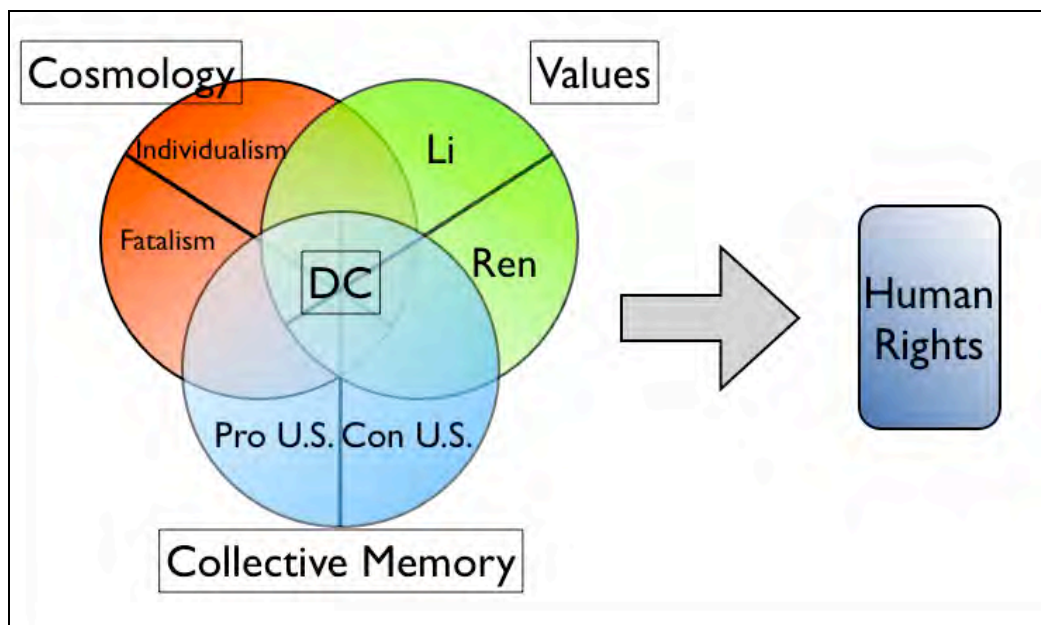 Cosmology
Values
Individualism
Li
Fatalism
Ren
DC
Human
Rights
Pro U.S.
Con U.S.
Collective Memory